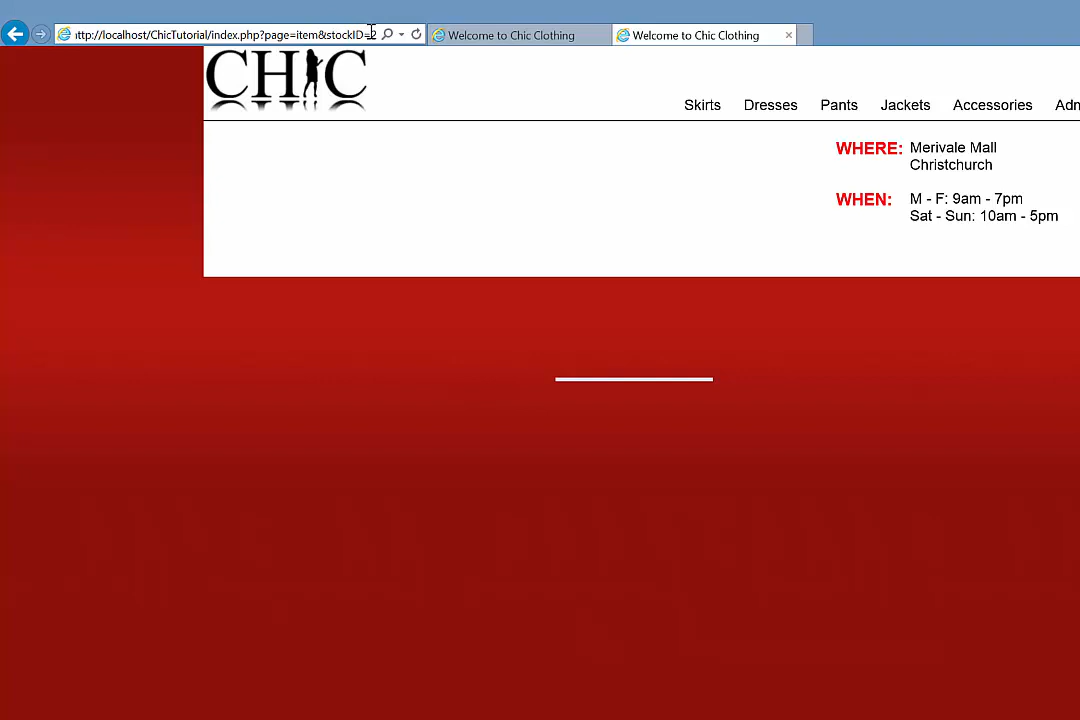 ttp://localhost/ChicTutorial/index.php?page=item&stockID=2
Welcome to Chic Clothing
Welcome to Chic Clothing
CHIC
Skirts Dresses Pants Jackets Accessories Adm
WHERE: Merivale Mall
Christchurch
WHEN: M - F: 9am - 7pm
Sat - Sun: 10am - 5pm